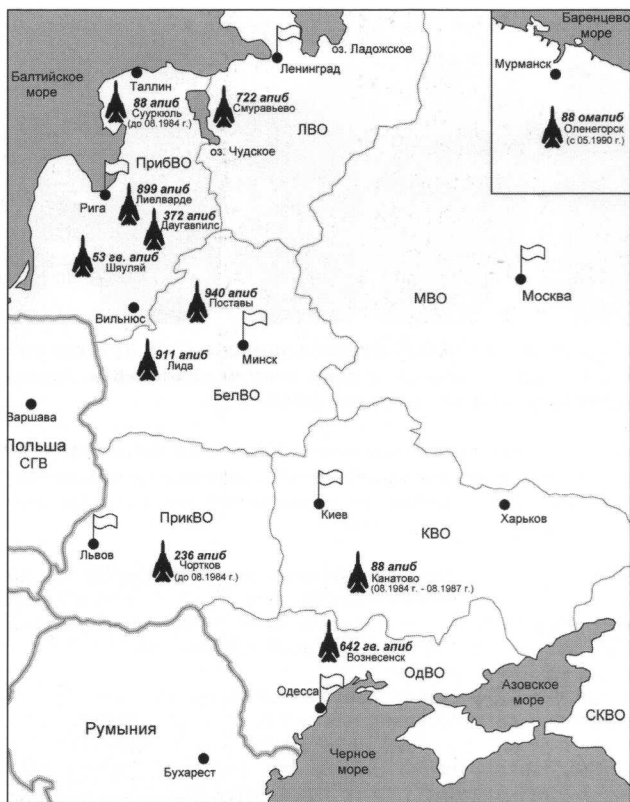 Баренцево
море
Мурманск
88 омапиб
Оленегорск
(с 05.1990 г.)
оз. Ладожское
Ленинград
Балтийское
море
Таллин
88 апиб
Сууркюль
(до 08.1984 г.)
722 апиб
Смуравьево
ЛВО
оз. Чудское
ПрибВО
899 апиб
Лиелварде
Рига
372 апиб
Даугавпилс
53 гв. апиб
Шяуляй
940 апиб
Поставы
МВО
Москва
Вильнюс
911 апиб
Лида
Минск
БелВО
Варшава
Польша
СГВ
Киев
Харьков
ПрикВО
КВО
Львов
236 апиб
Чортков
(до 08.1984 г.)
88 апиб
Канатово
(08.1984 г. - 08.1987 г.)
642 гв. апиб
Вознесенск
ОдВО
Одесса
Азовское
море
СКВО
Румыния
Черное
море
Бухарест